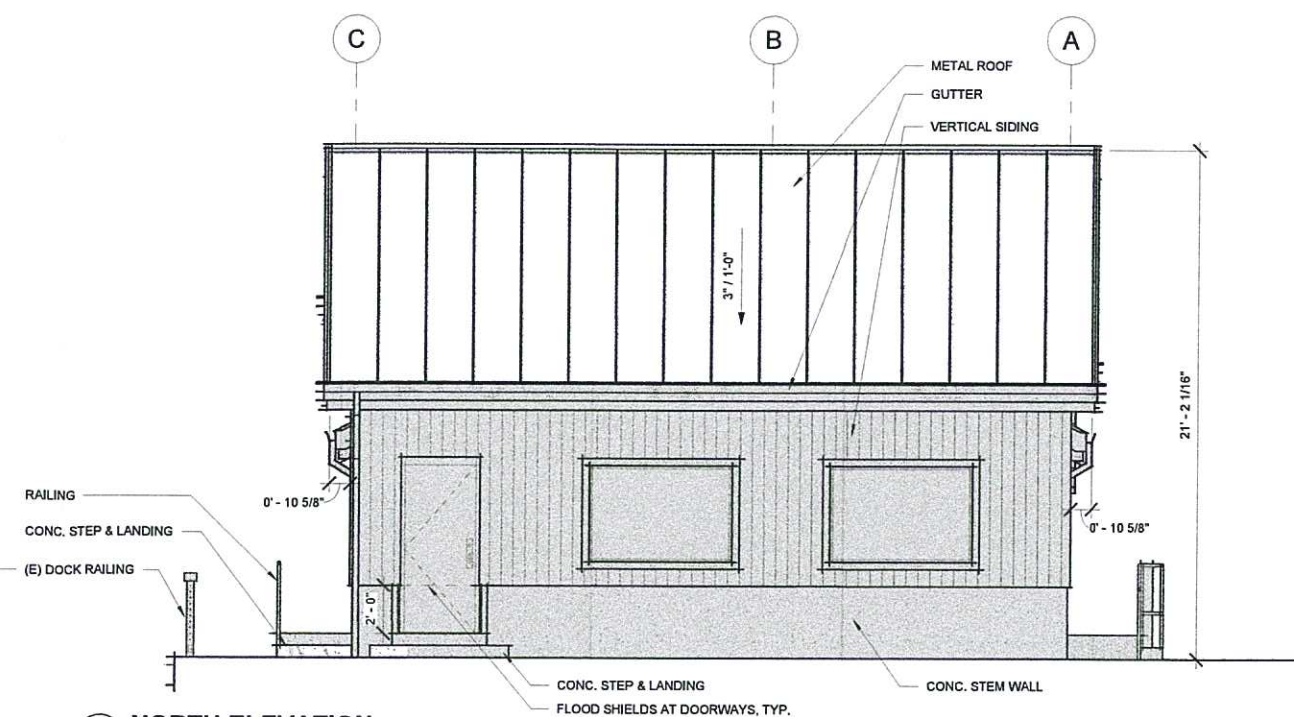 C
B
A
METAL ROOF
GUTTER
VERTICAL SIDING
3" / 1'-0"
21' - 2 1/16"
RAILING
0' - 10 5/8"
0' - 10 5/8"
CONC. STEP & LANDING
(E) DOCK RAILING
2' - 0"
CONC. STEP & LANDING
CONC. STEM WALL
FLOOD SHIELDS AT DOORWAYS, TYP.
NORTH ELEVATION